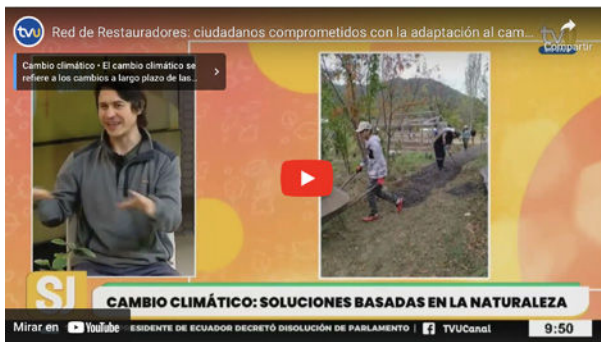 tvu
Red de Restauradores: ciudadanos comprometidos con la adaptación al cam...
tvu
Compartir
Cambio climático • El cambio climático se
refiere a los cambios a largo plazo de las...
SJ
CAMBIO CLIMÁTICO: SOLUCIONES BASADAS EN LA NATURALEZA
Mirar en YouTube
ESIDENTE DE ECUADOR DECRETÓ DISOLUCIÓN DE PARLAMENTO | f TVUCanal
9:50